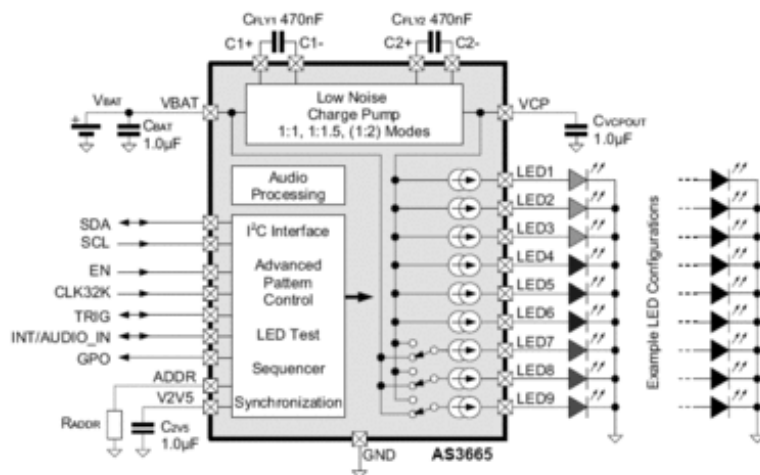 CFLY1 470nF
CFLY2 470nF
C1+ C1- C2+ C2-
VBAT VBAT
Low Noise
Charge Pump
1:1, 1:1.5, (1:2) Modes
VCP
+
CBAT
1.0µF
CVCPOUT
1.0µF
Audio
Processing
LED1
LED2
LED3
LED4
LED5
LED6
LED7
LED8
LED9
SDA
SCL
EN
CLK32K
TRIG
INT/AUDIO_IN
GPO
ADDR
V2V5
I²C Interface
Advanced
Pattern
Control
LED Test
Sequencer
Synchronization
Example LED Configurations
RADDR
C2V5
1.0µF
GND
AS3665